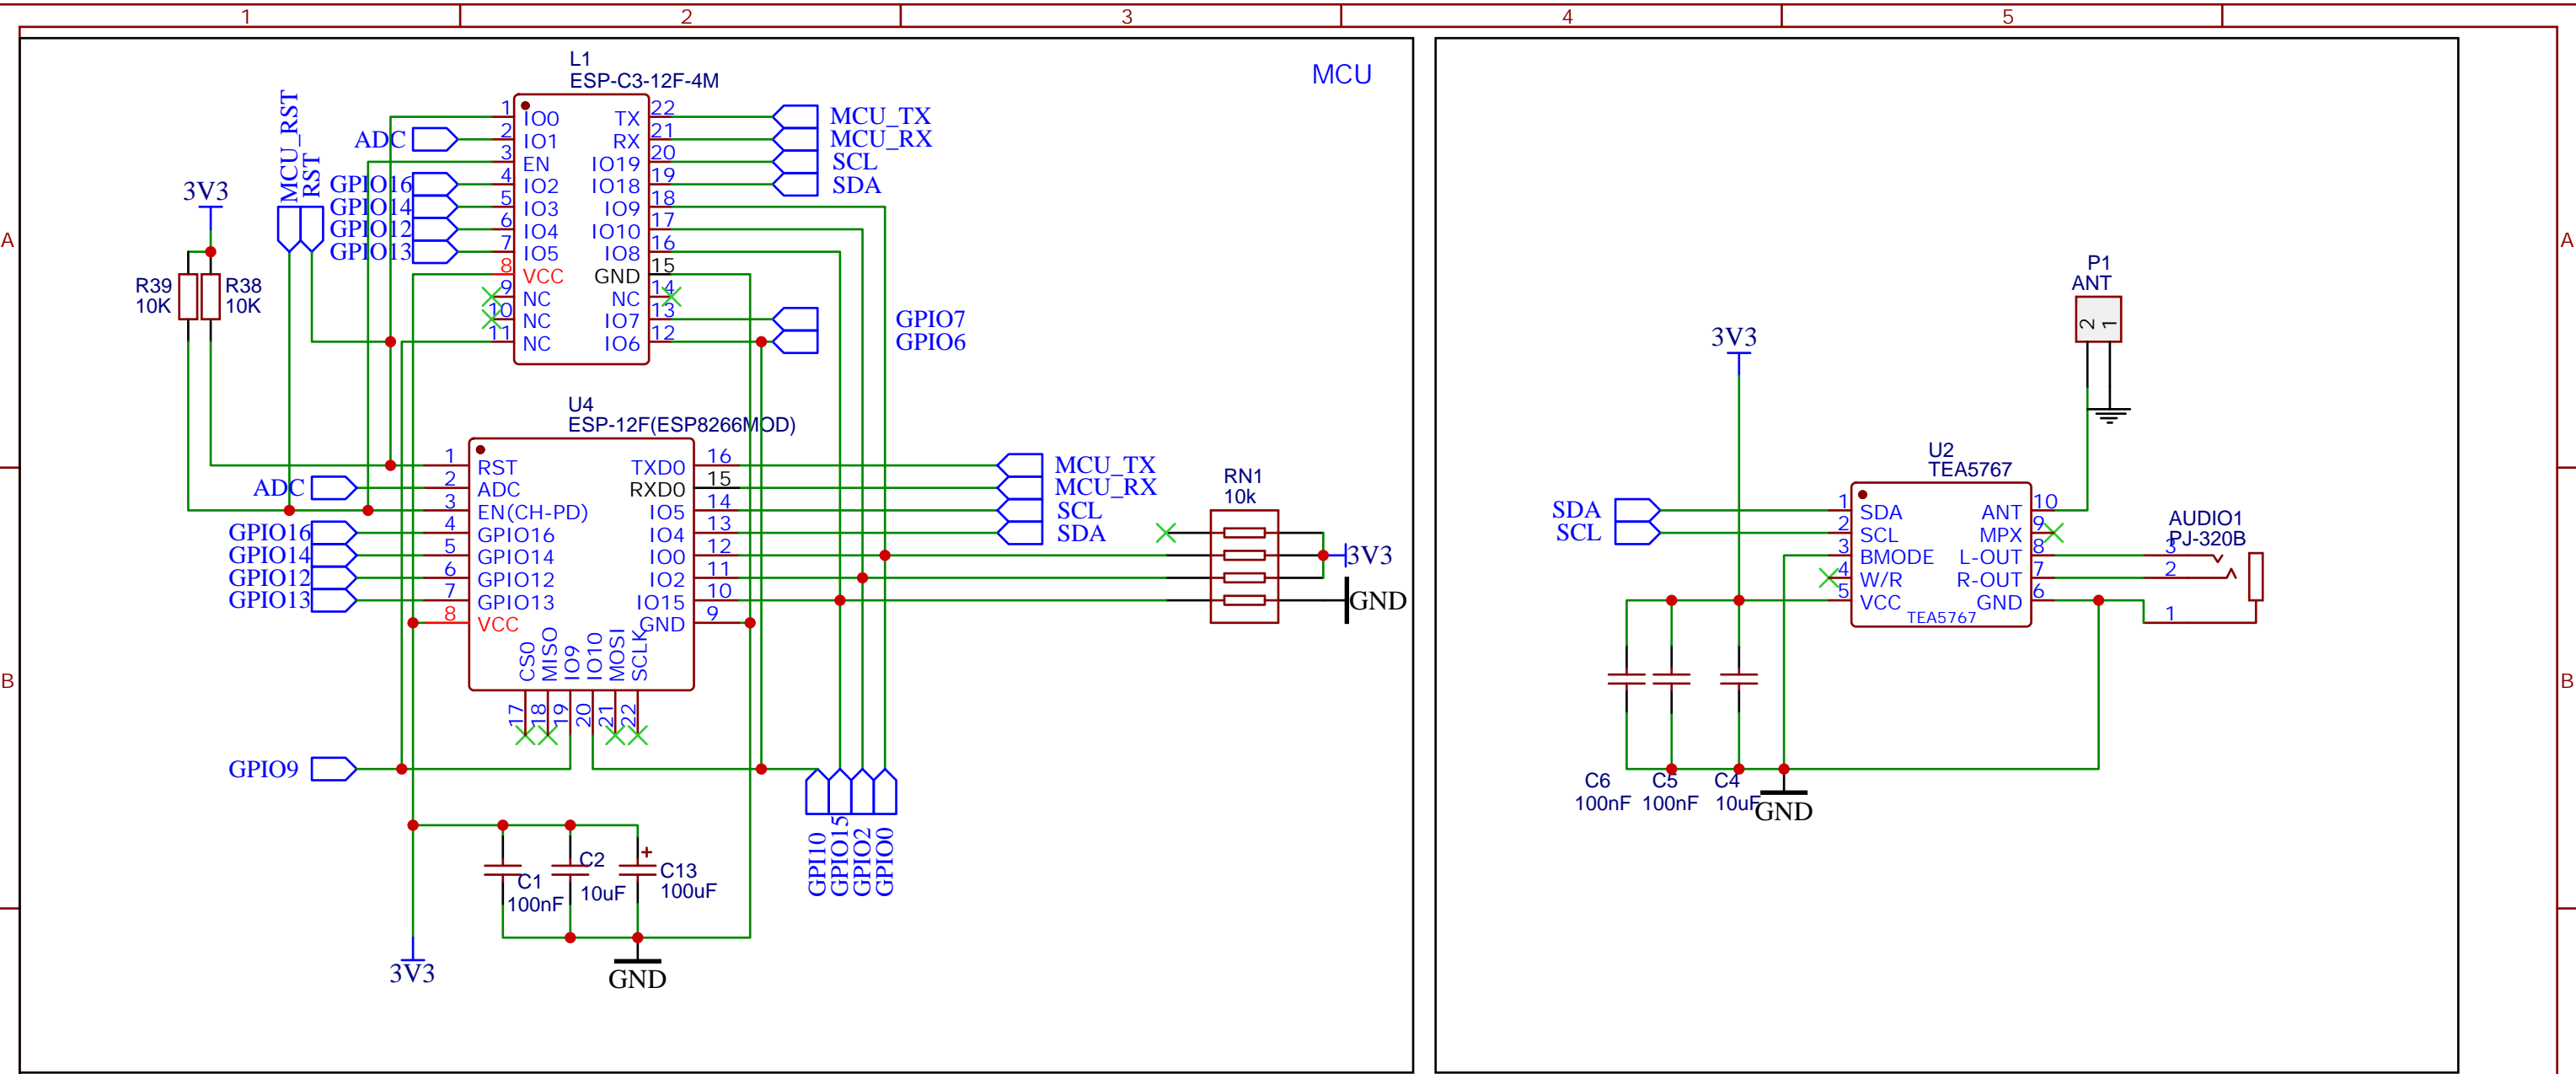 1 2 3 4 5
A A
B B
MCU
L1
ESP-C3-12F-4M
1 IO0
2 IO1
3 EN
4 IO2
5 IO3
6 IO4
7 IO5
8 VCC
9 NC
10 NC
11 NC
TX 22
RX 21
IO19 20
IO18 19
IO9 18
IO10 17
IO8 16
GND 15
NC 14
IO7 13
IO6 12
MCU_TX
MCU_RX
SCL
SDA
GPIO7
GPIO6
MCU_RST
RST
ADC
GPIO16
GPIO14
GPIO12
GPIO13
3V3
R39
10K
R38
10K
U4
ESP-12F(ESP8266MOD)
1 RST
2 ADC
3 EN(CH-PD)
4 GPIO16
5 GPIO14
6 GPIO12
7 GPIO13
8 VCC
TXD0 16
RXD0 15
IO5 14
IO4 13
IO0 12
IO2 11
IO15 10
GND 9
CS0 17
MISO 18
IO9 19
IO10 20
MOSI 21
SCLK 22
ADC
GPIO16
GPIO14
GPIO12
GPIO13
GPIO9
MCU_TX
MCU_RX
SCL
SDA
RN1
10k
3V3
GND
GPI10
GPIO15
GPIO2
GPIO0
C1
100nF
C2
10uF
C13
100uF
+
3V3
GND
P1
ANT
2 1
3V3
U2
TEA5767
SDA
SCL
1 SDA
2 SCL
3 BMODE
4 W/R
5 VCC
ANT 10
MPX 9
L-OUT 8
R-OUT 7
GND 6
TEA5767
AUDIO1
PJ-320B
3
2
1
C6
100nF
C5
100nF
C4
10uF
GND